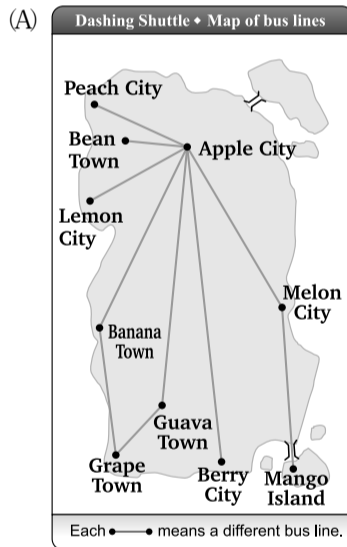 (A)
Dashing Shuttle ◆ Map of bus lines
Peach City
Bean
Town
Apple City
Lemon
City
Melon
City
Banana
Town
Guava
Town
Grape
Town
Berry
City
Mango
Island
Each ●—● means a different bus line.